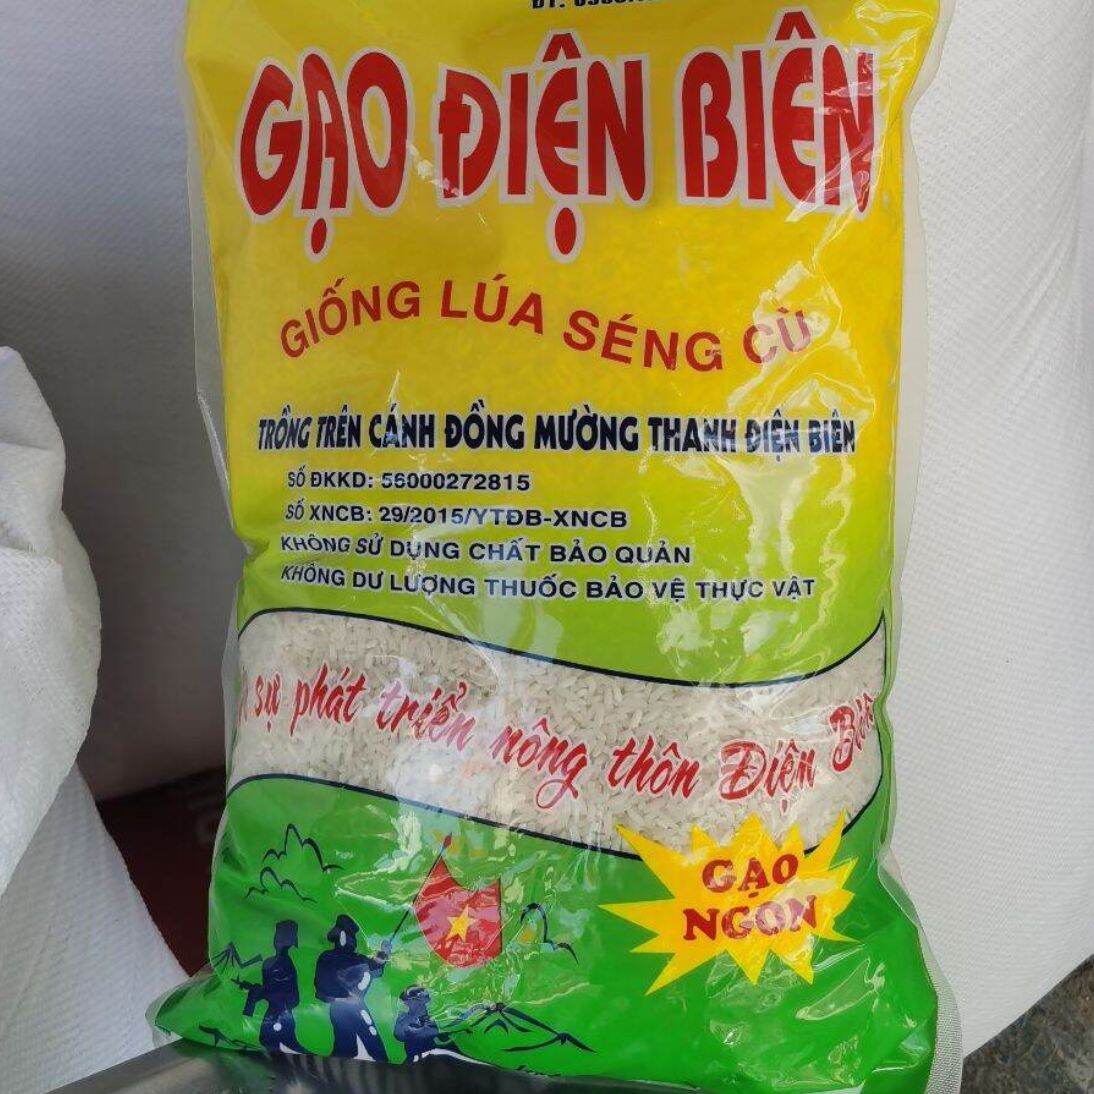 GẠO ĐIỆN BIÊN
GIỐNG LÚA SÉNG CÙ
TRỒNG TRÊN CÁNH ĐỒNG MƯỜNG THANH ĐIỆN BIÊN
SỐ ĐKKD: 56000272815
SỐ XNCB: 29/2015/YTĐB-XNCB
KHÔNG SỬ DỤNG CHẤT BẢO QUẢN
KHÔNG DƯ LƯỢNG THUỐC BẢO VỆ THỰC VẬT
sự phát triển nông thôn Điện Biên
GẠO
NGON